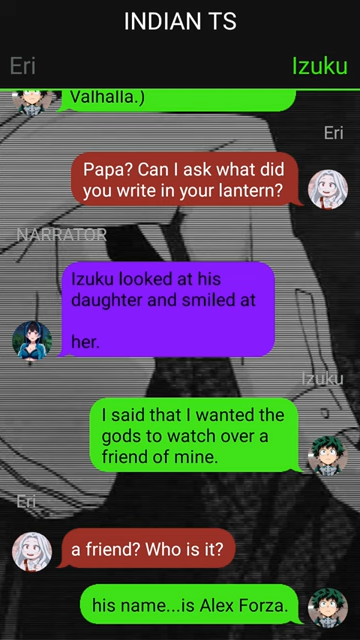 INDIAN TS
Eri Izuku
Valhalla.)
Eri
Papa? Can I ask what did
you write in your lantern?
NARRATOR
Izuku looked at his
daughter and smiled at
her.
Izuku
I said that I wanted the
gods to watch over a
friend of mine.
Eri
a friend? Who is it?
his name...is Alex Forza.